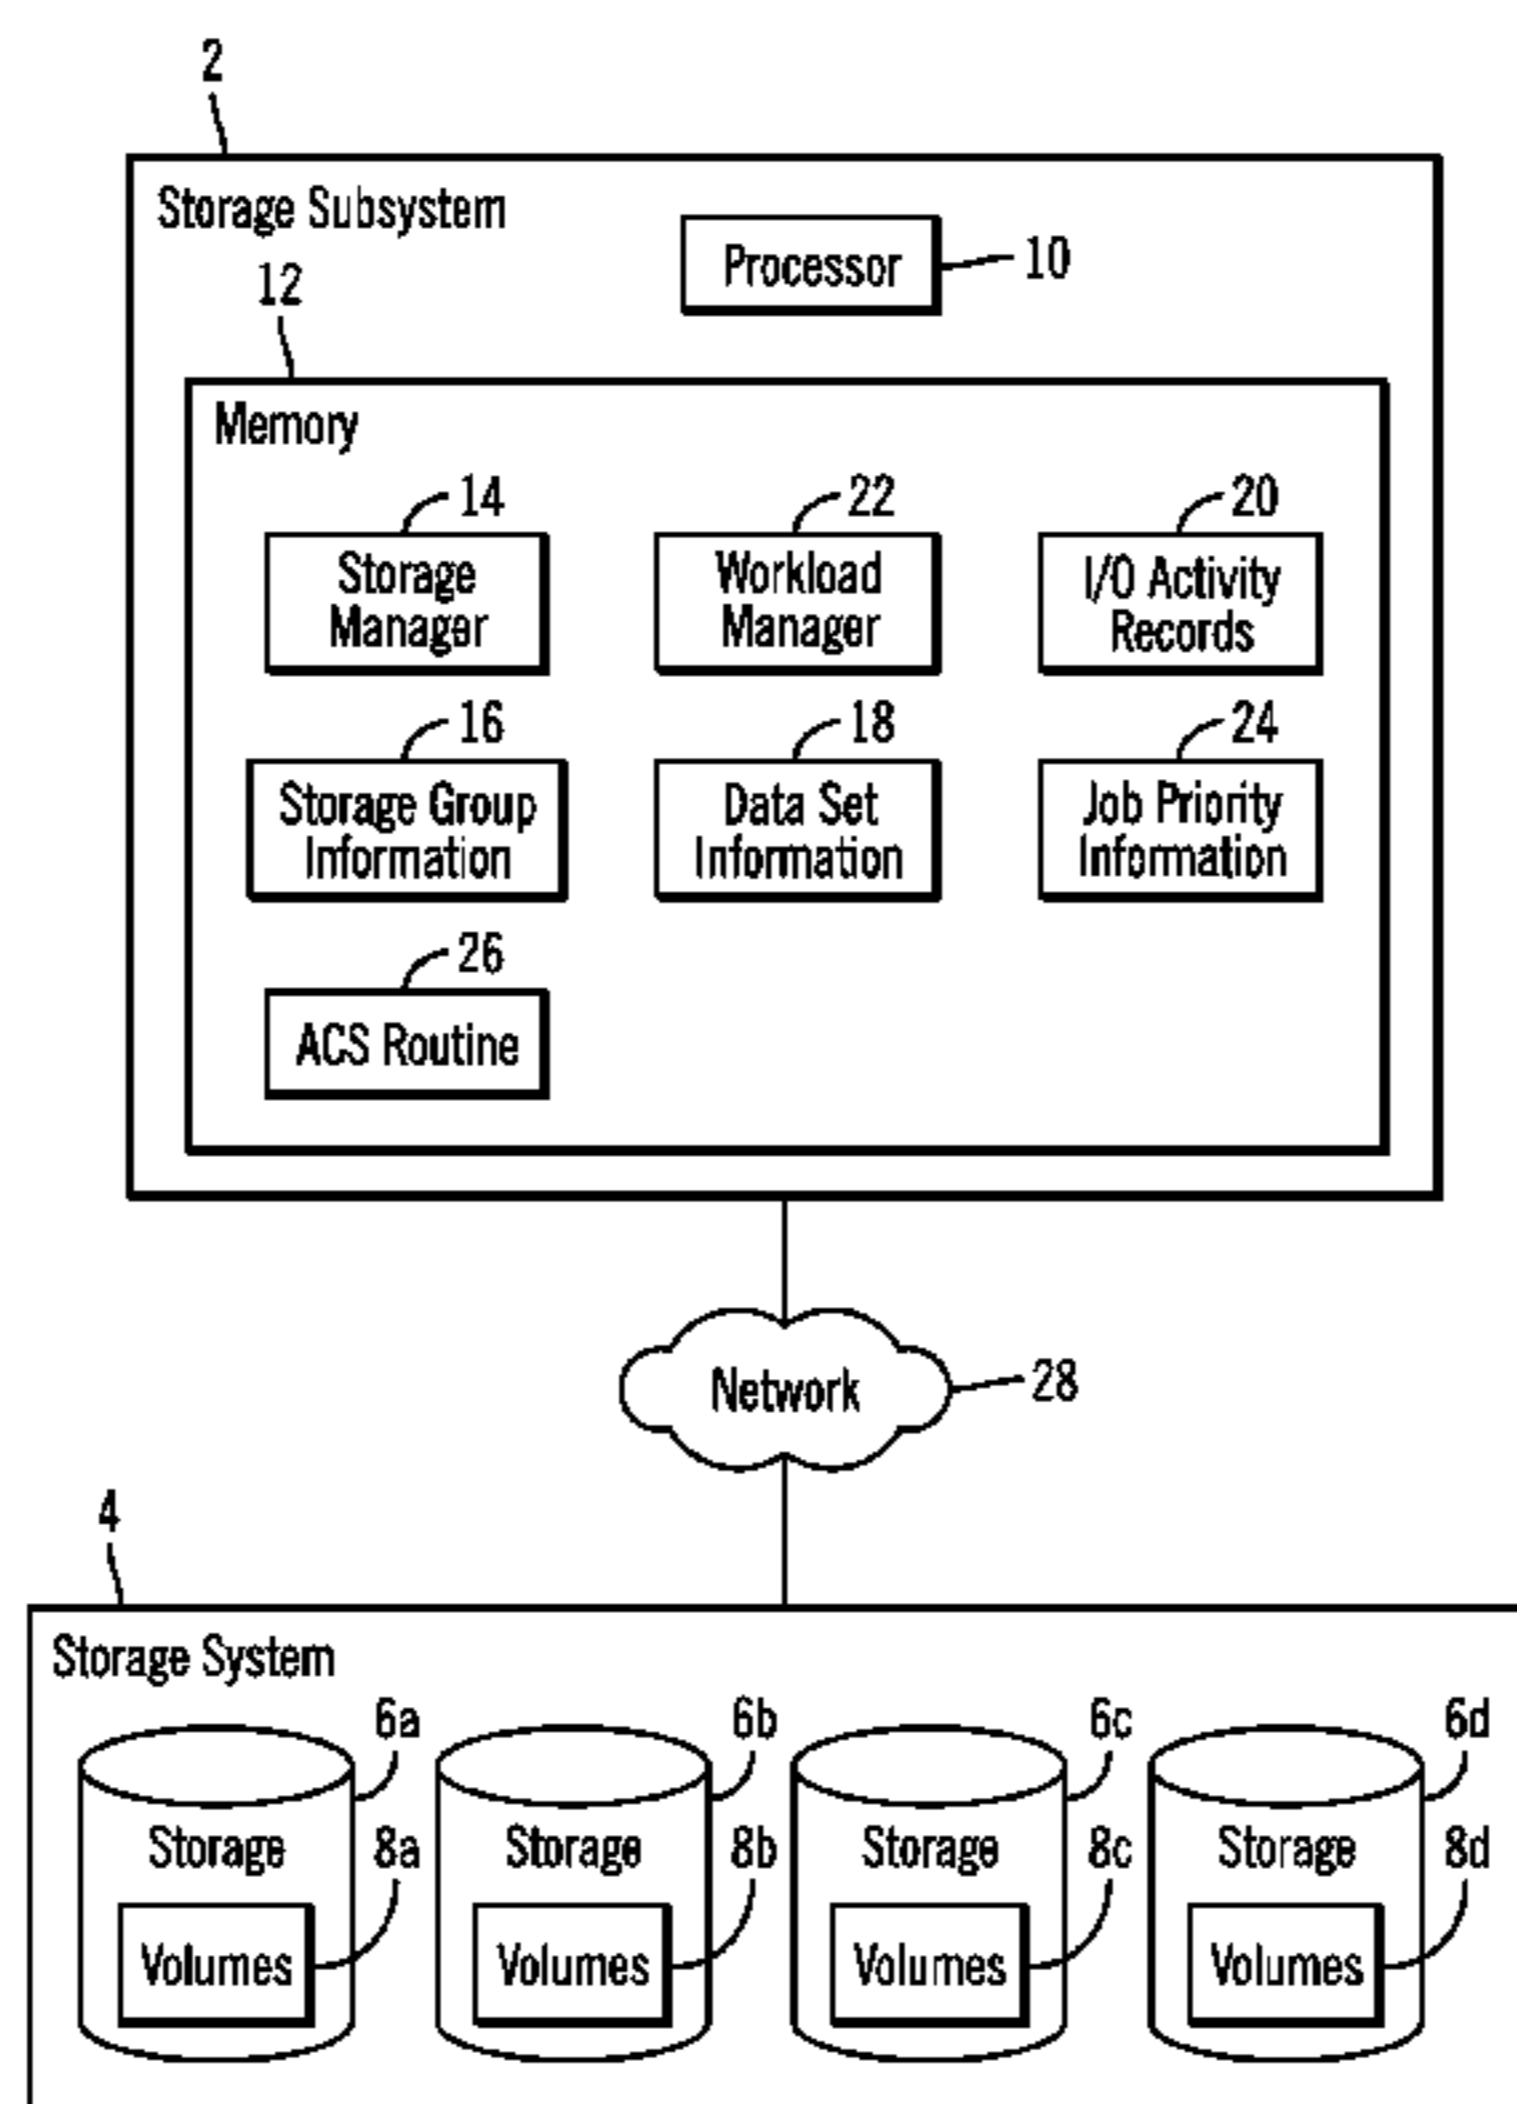 2
Storage Subsystem
Processor
10
12
Memory
14
22
20
Storage
Manager
Workload
Manager
I/O Activity
Records
16
18
24
Storage Group
Information
Data Set
Information
Job Priority
Information
26
ACS Routine
Network
28
4
Storage System
6a
6b
6c
6d
Storage
8a
Storage
8b
Storage
8c
Storage
8d
Volumes
Volumes
Volumes
Volumes